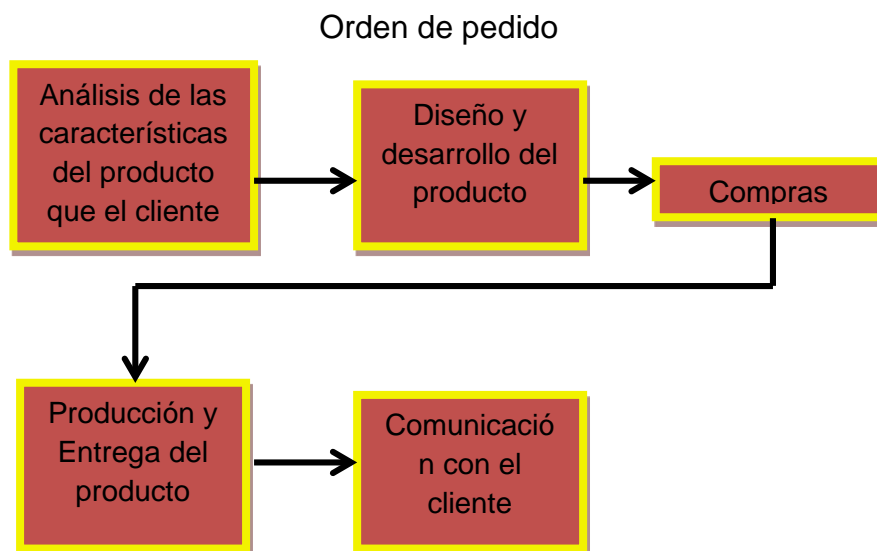 Orden de pedido
Análisis de las
características
del producto
que el cliente
Diseño y
desarrollo del
producto
Compras
Producción y
Entrega del
producto
Comunicació
n con el
cliente